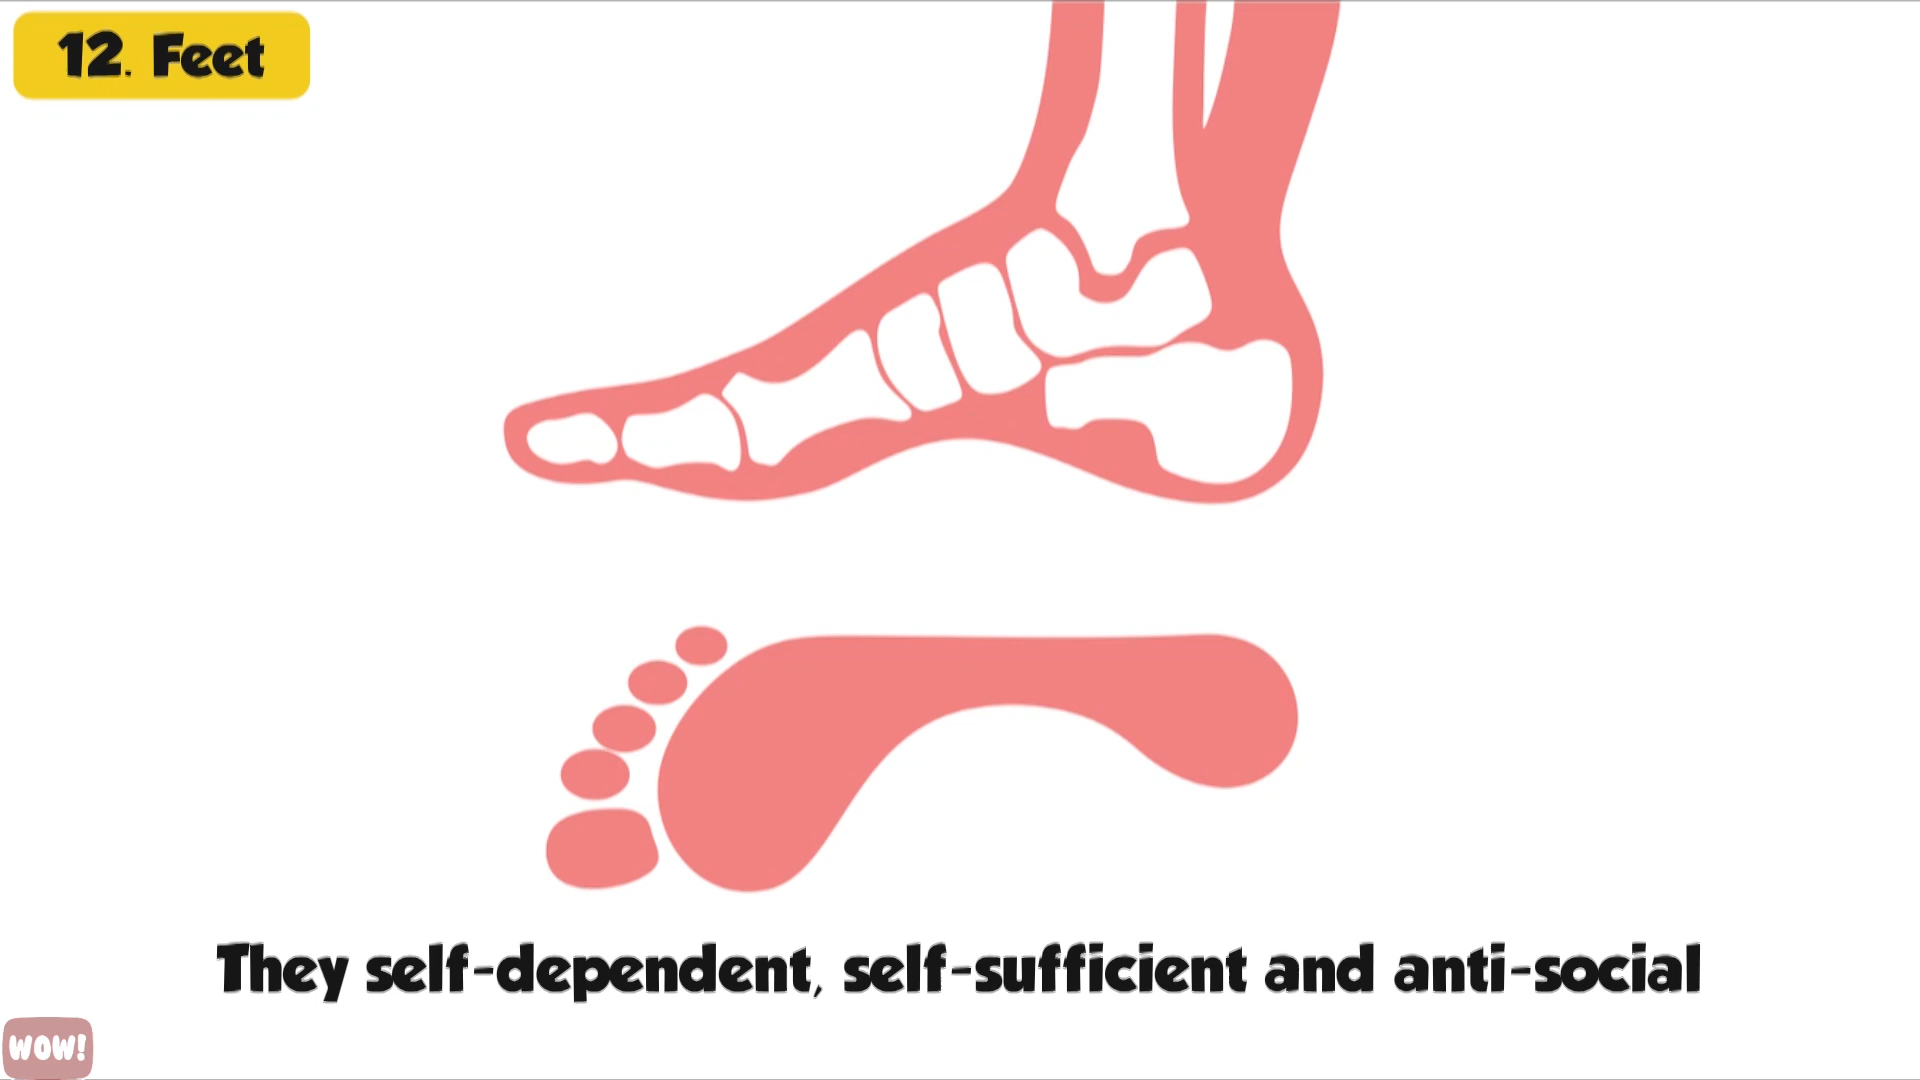 12. Feet
They self-dependent, self-sufficient and anti-social
WOW!